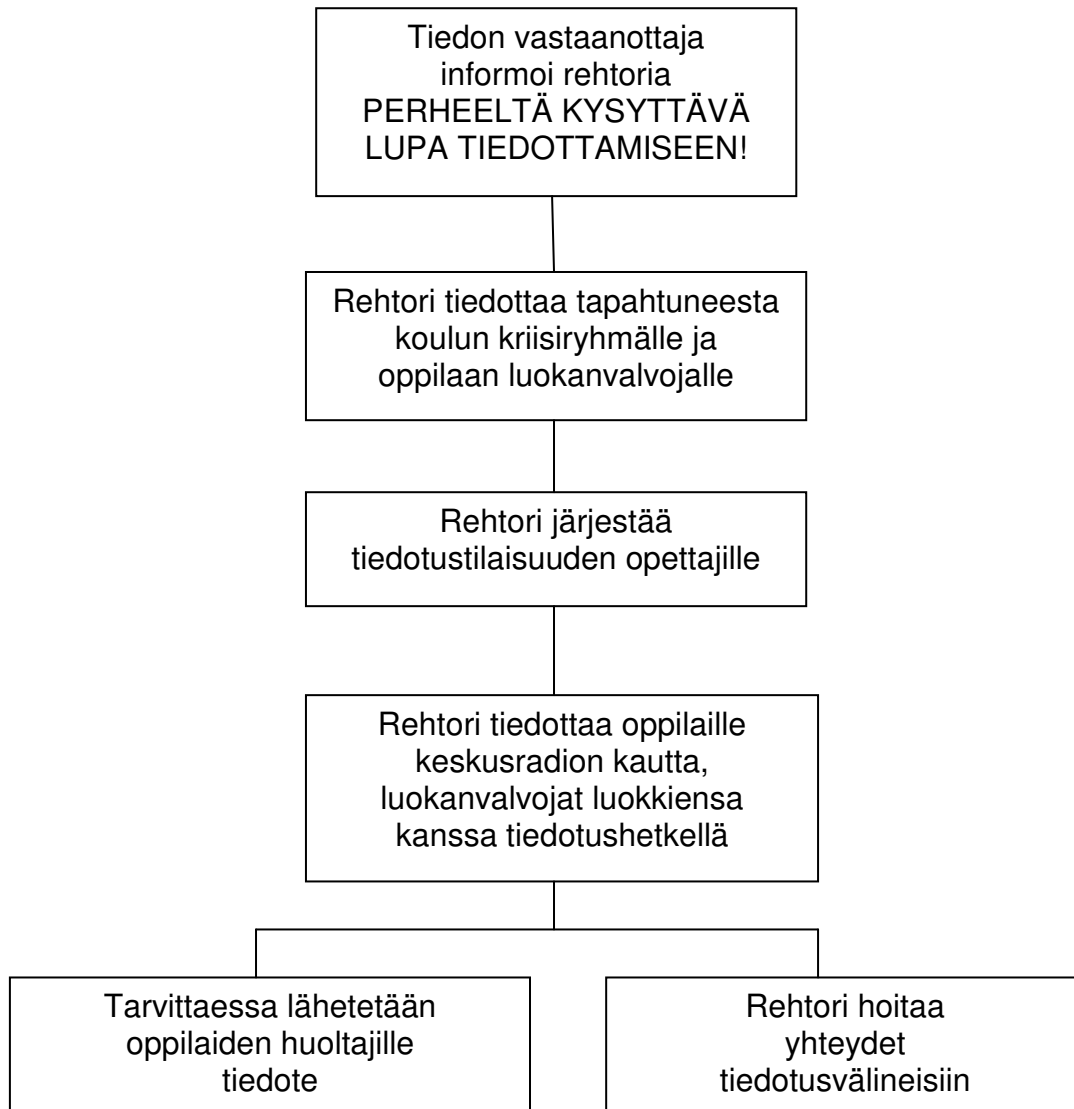 Tiedon vastaanottaja
informoi rehtoria
PERHEELTÄ KYSYTTÄVÄ
LUPA TIEDOTTAMISEEN!
Rehtori tiedottaa tapahtuneesta
koulun kriisiryhmälle ja
oppilaan luokanvalvojalle
Rehtori järjestää
tiedotustilaisuuden opettajille
Rehtori tiedottaa oppilaille
keskusradion kautta,
luokanvalvojat luokkiensa
kanssa tiedotushetkellä
Tarvittaessa lähetetään
oppilaiden huoltajille
tiedote
Rehtori hoitaa
yhteydet
tiedotusvälineisiin